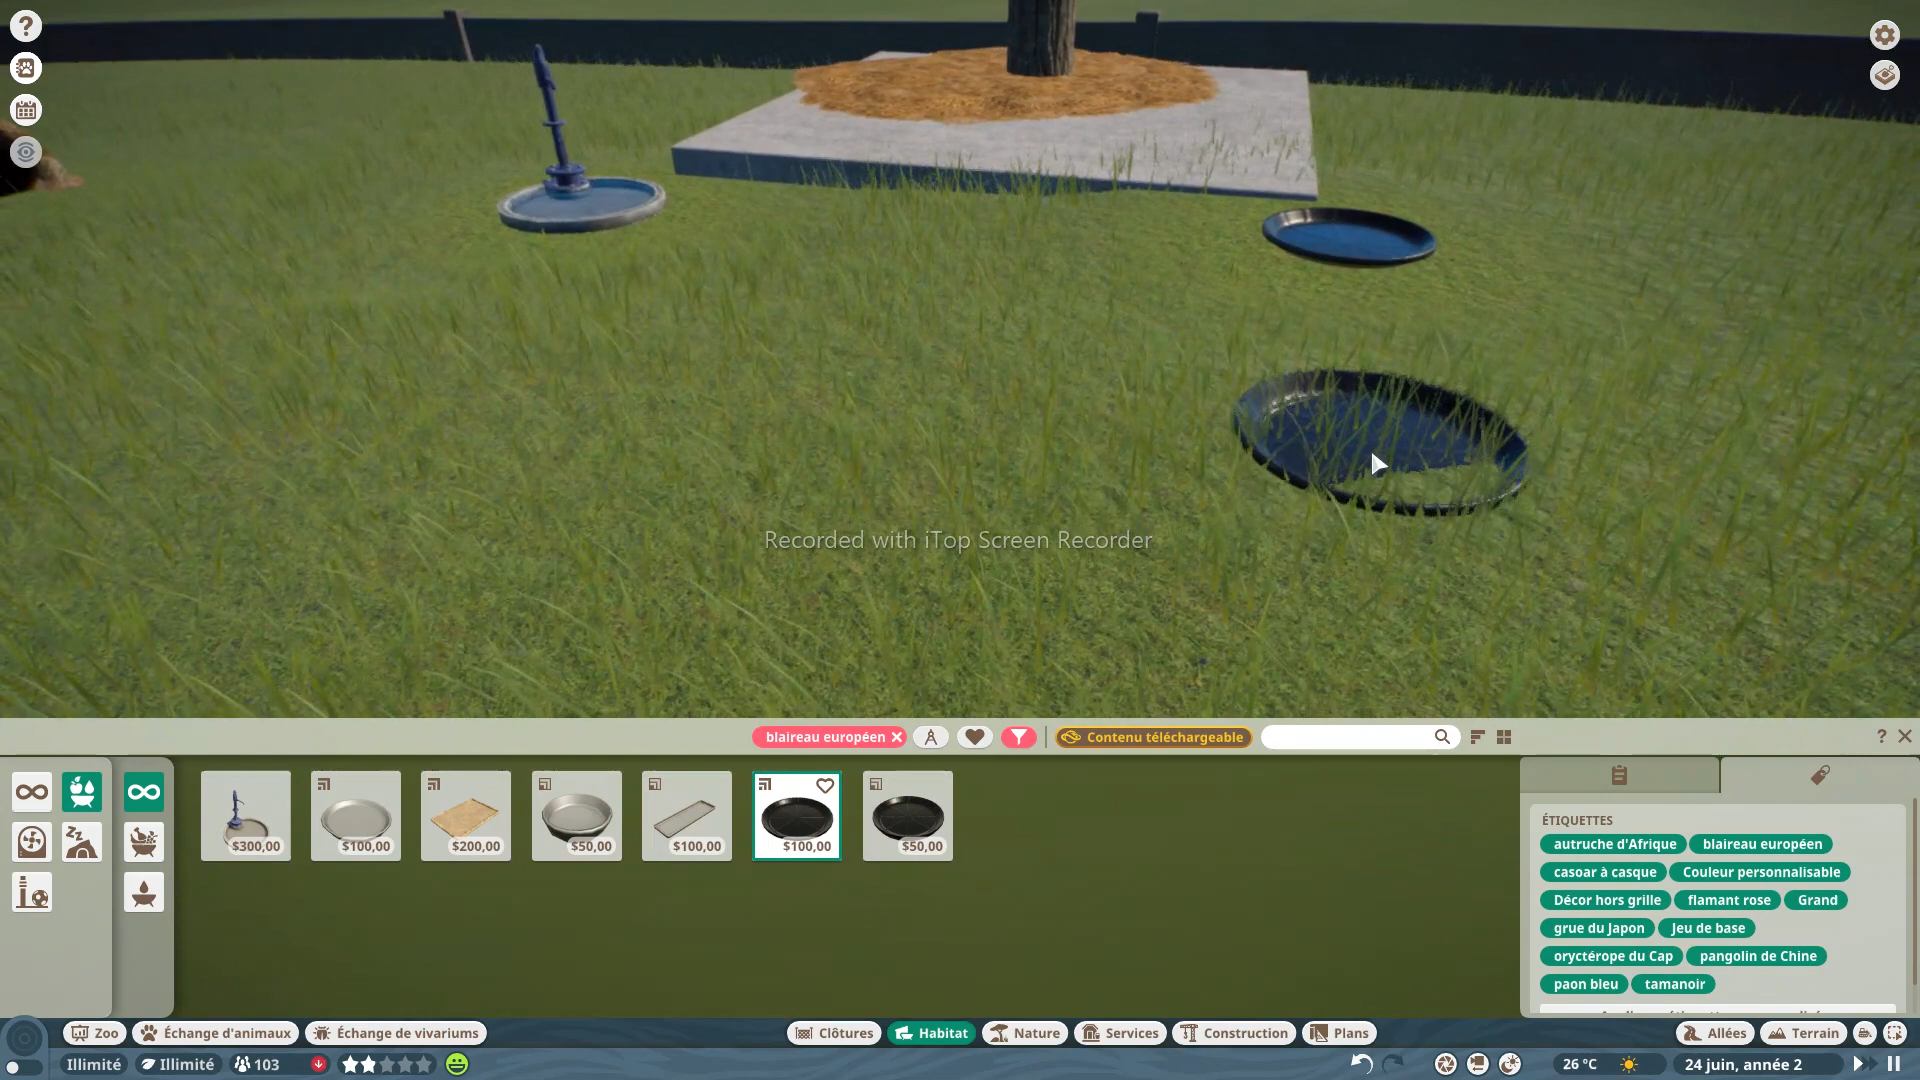 Recorded with iTop Screen Recorder
blaireau européen
Contenu téléchargeable
$300,00
$100,00
$200,00
$50,00
$100,00
$100,00
$50,00
ÉTIQUETTES
autruche d'Afrique
blaireau européen
casoar à casque
Couleur personnalisable
Décor hors grille
flamant rose
Grand
grue du Japon
Jeu de base
oryctérope du Cap
pangolin de Chine
paon bleu
tamanoir
Zoo
Échange d'animaux
Échange de vivariums
Clôtures
Habitat
Nature
Services
Construction
Plans
Allées
Terrain
Illimité
Illimité
103
26 °C
24 juin, année 2